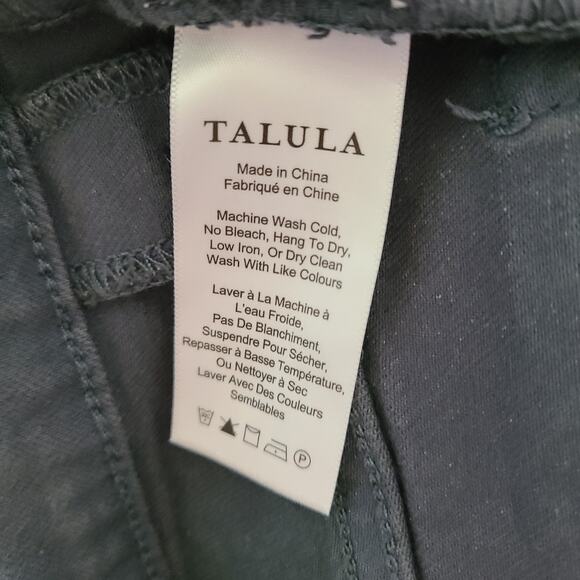 TALULA
Made in China
Fabriqué en Chine
Machine Wash Cold,
No Bleach, Hang To Dry,
Low Iron, Or Dry Clean
Wash With Like Colours
Laver à La Machine à
L'eau Froide,
Pas De Blanchiment,
Suspendre Pour Sécher,
Repasser à Basse Température,
Ou Nettoyer à Sec
Laver Avec Des Couleurs
Semblables
P